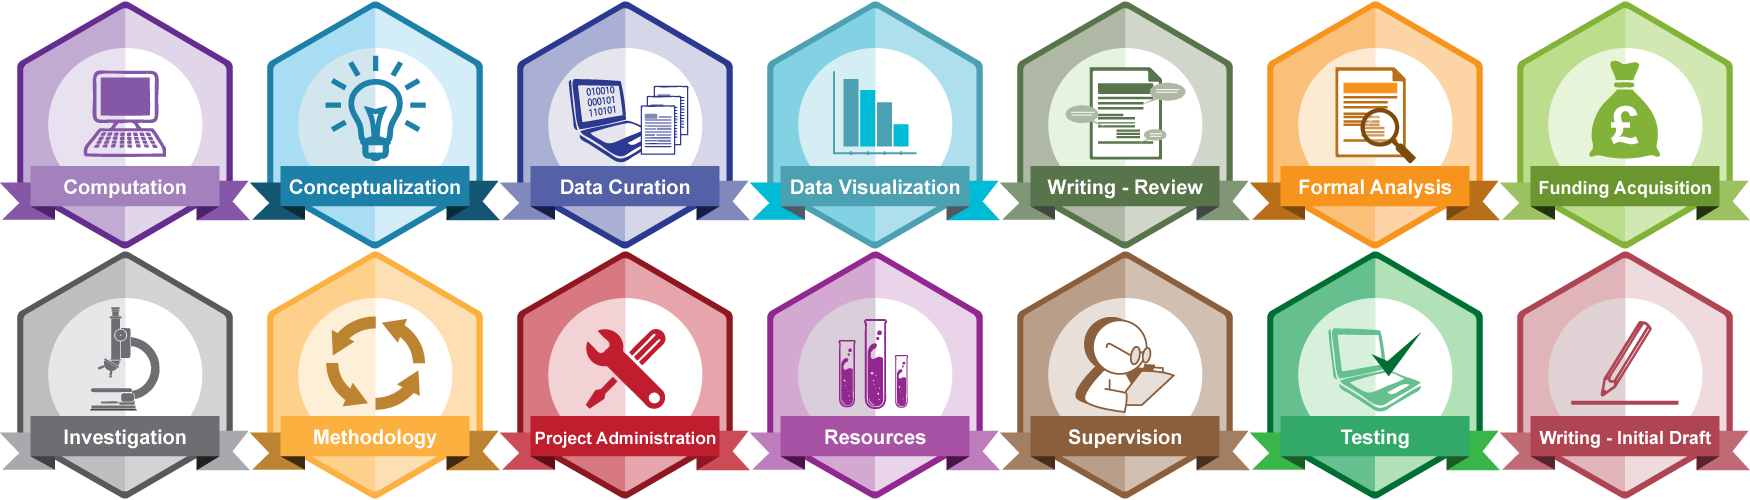 Computation
Conceptualization
010010
000101
110101
Data Curation
Data Visualization
Writing - Review
Formal Analysis
£
Funding Acquisition
Investigation
Methodology
Project Administration
Resources
Supervision
Testing
Writing - Initial Draft